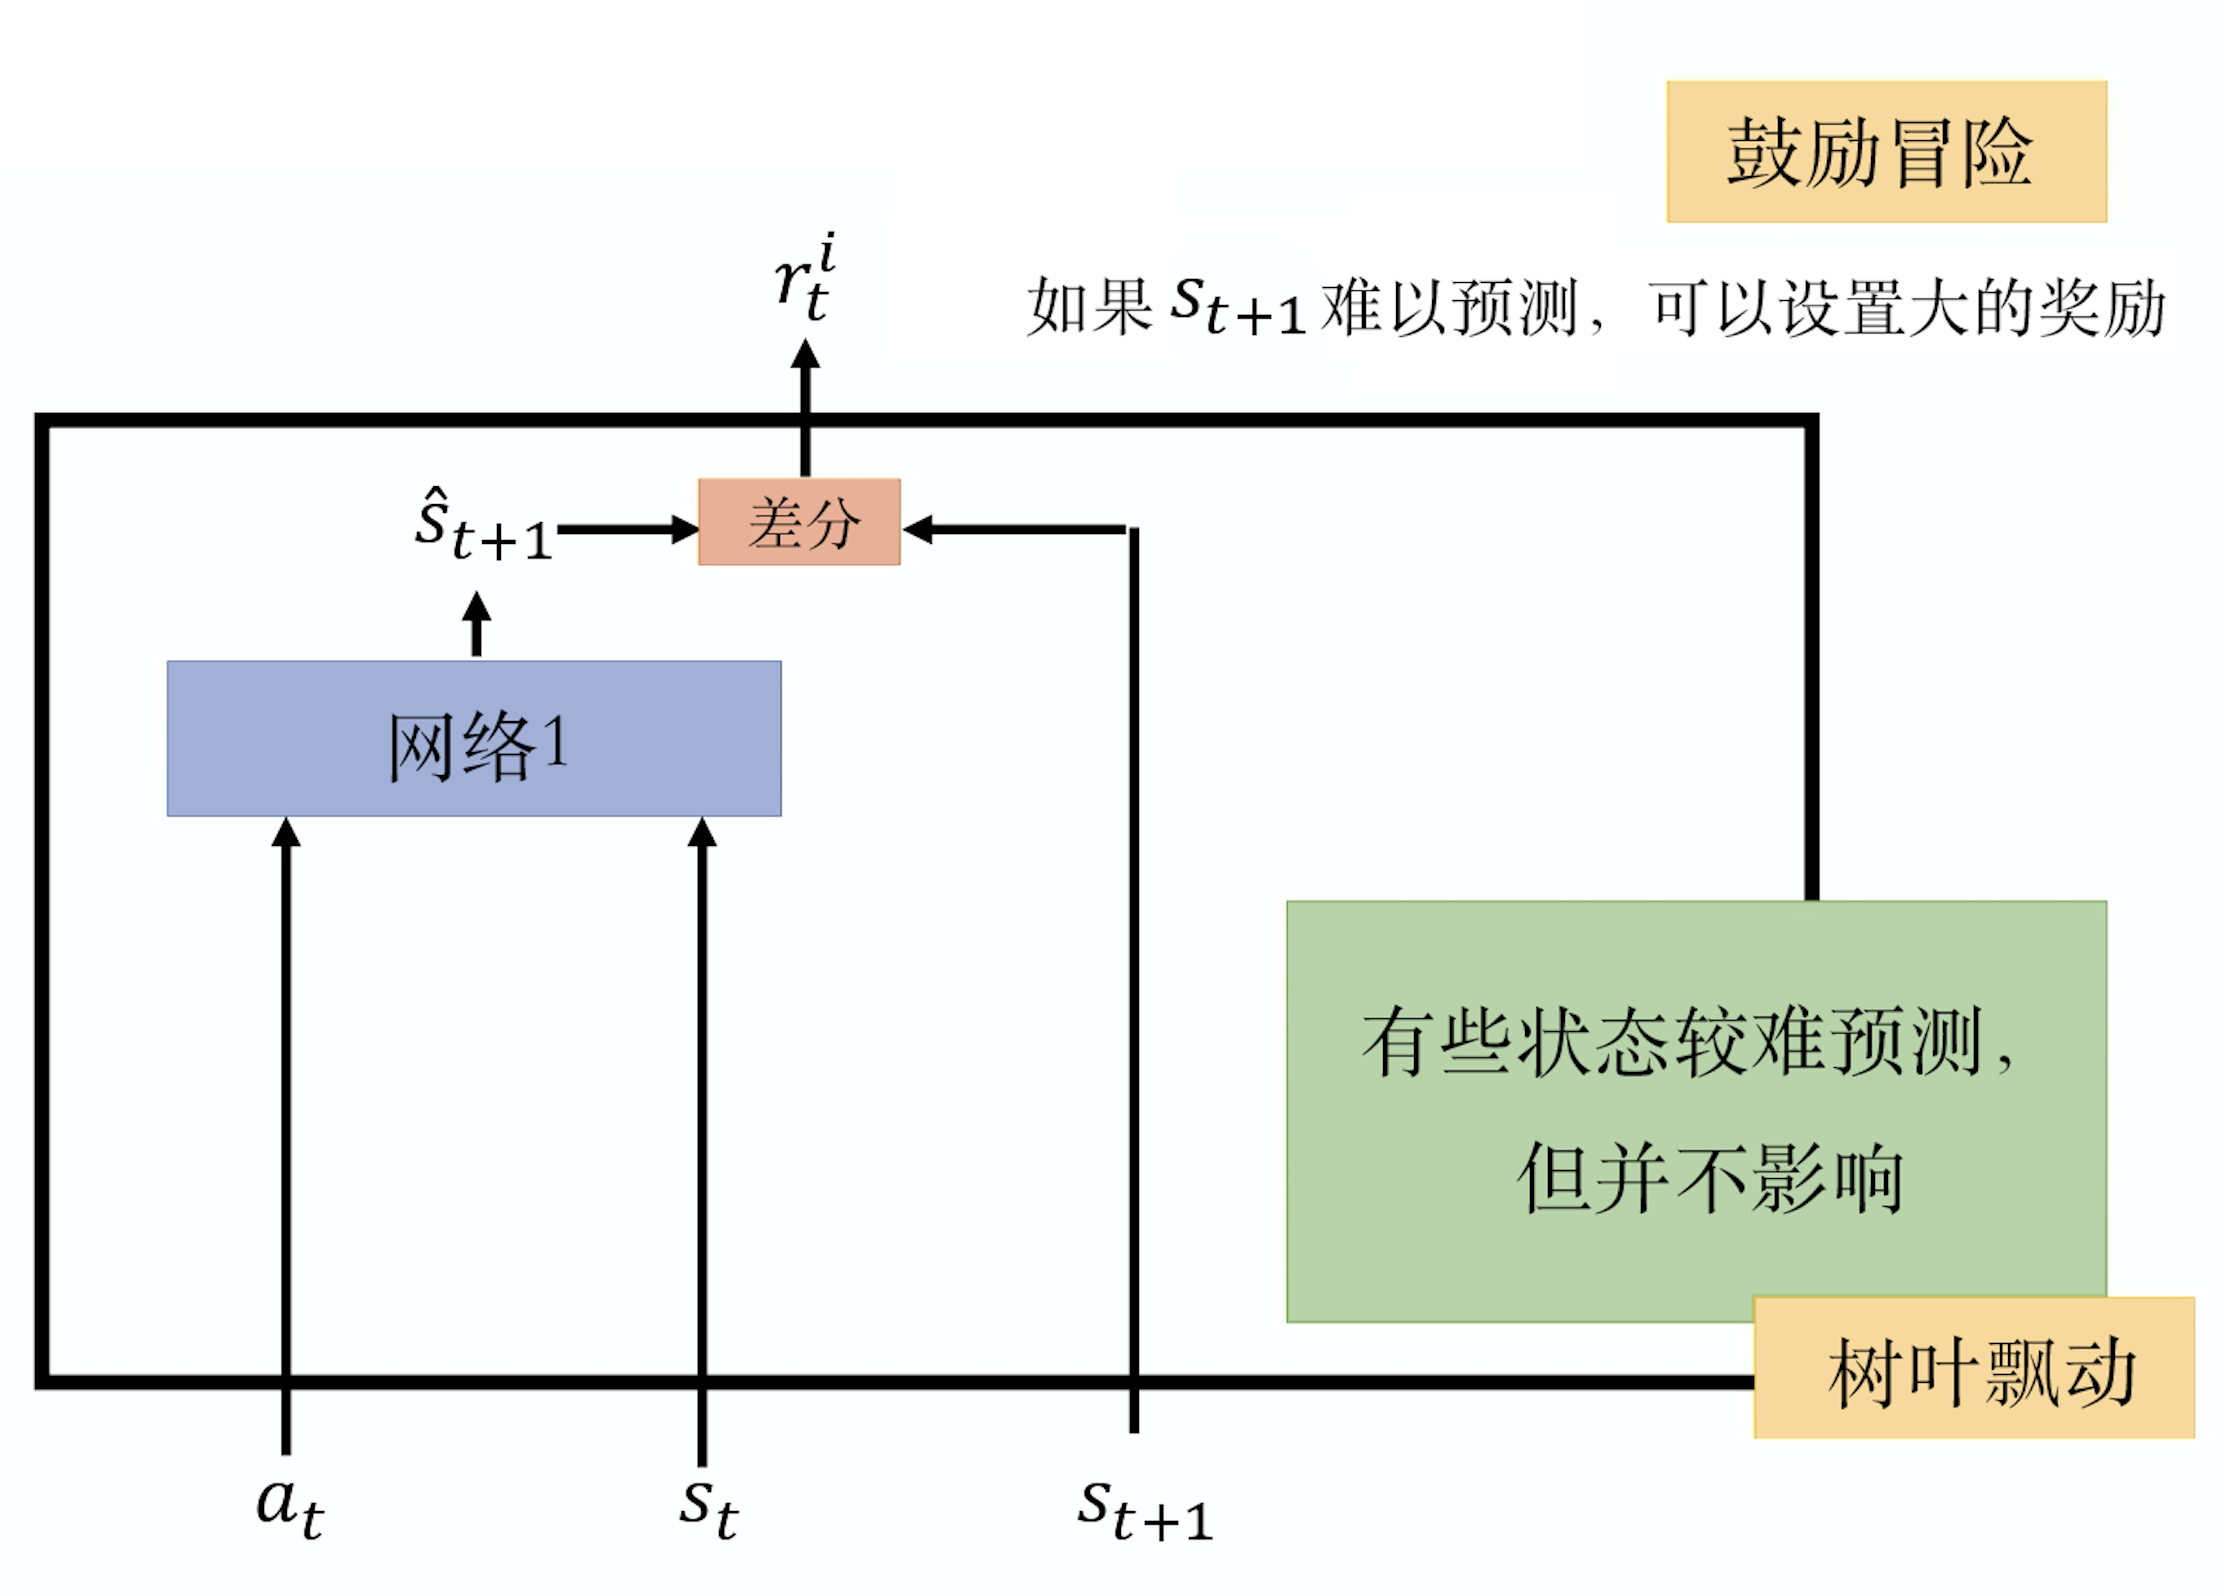 鼓励冒险
r_t^i
如果 s_{t+1} 难以预测，可以设置大的奖励
ŝ_{t+1}
差分
网络1
有些状态较难预测，
但并不影响
树叶飘动
a_t
s_t
s_{t+1}